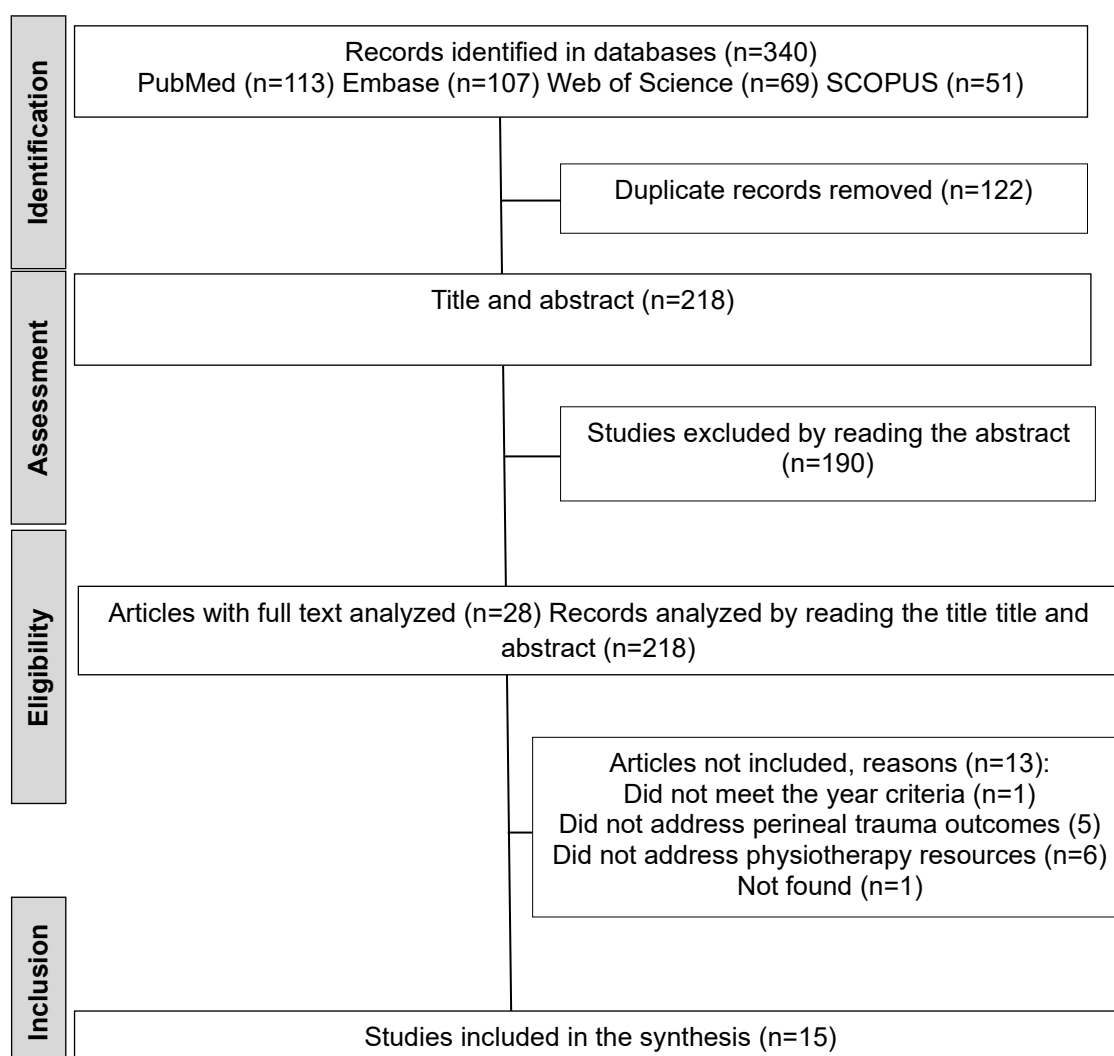 Identification
Records identified in databases (n=340)
PubMed (n=113) Embase (n=107) Web of Science (n=69) SCOPUS (n=51)
Duplicate records removed (n=122)
Assessment
Title and abstract (n=218)
Studies excluded by reading the abstract
(n=190)
Eligibility
Articles with full text analyzed (n=28) Records analyzed by reading the title title and
abstract (n=218)
Articles not included, reasons (n=13):
Did not meet the year criteria (n=1)
Did not address perineal trauma outcomes (5)
Did not address physiotherapy resources (n=6)
Not found (n=1)
Inclusion
Studies included in the synthesis (n=15)